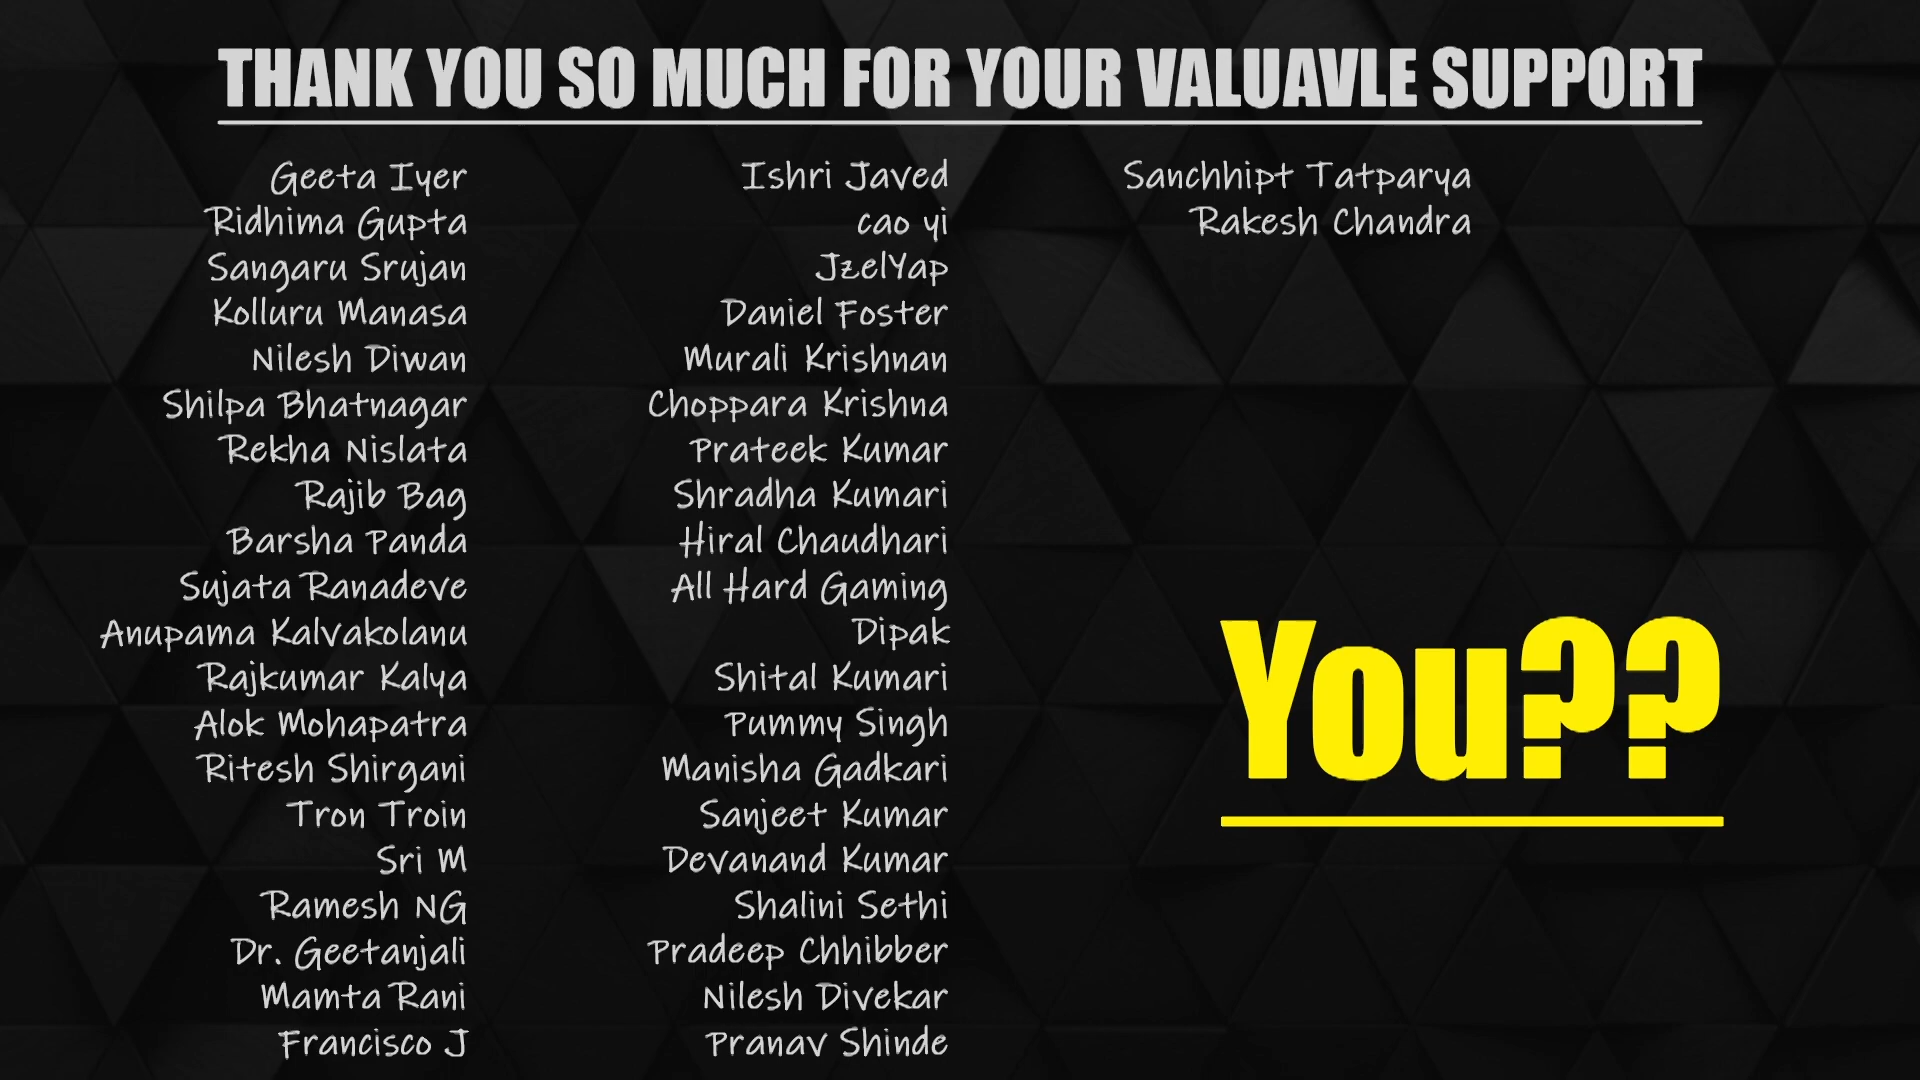 THANK YOU SO MUCH FOR YOUR VALUAVLE SUPPORT
Geeta Iyer
Ridhima Gupta
Sangaru Srujan
Kolluru Manasa
Nilesh Diwan
Shilpa Bhatnagar
Rekha Nislata
Rajib Bag
Barsha Panda
Sujata Ranadeve
Anupama Kalvakolanu
Rajkumar Kalya
Alok Mohapatra
Ritesh Shirgani
Tron Troin
Sri M
Ramesh NG
Dr. Geetanjali
Mamta Rani
Francisco J
Ishri Javed
cao yi
JzelYap
Daniel Foster
Murali Krishnan
Choppara Krishna
Prateek Kumar
Shradha Kumari
Hiral Chaudhari
All Hard Gaming
Dipak
Shital Kumari
Pummy Singh
Manisha Gadkari
Sanjeet Kumar
Devanand Kumar
Shalini Sethi
Pradeep Chhibber
Nilesh Divekar
Pranav Shinde
Sanchhipt Tatparya
Rakesh Chandra
You??